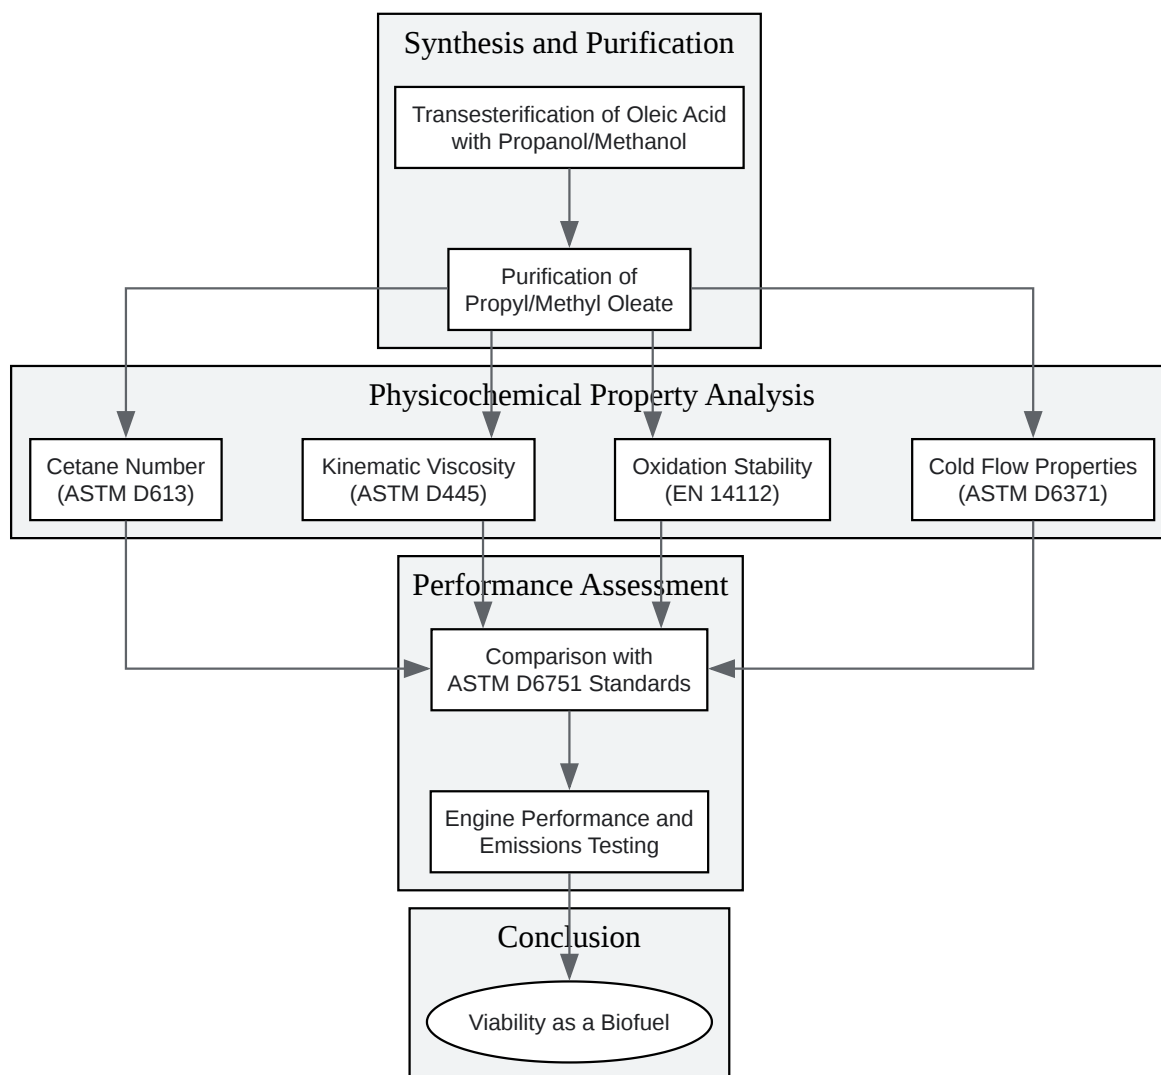 Synthesis and Purification
Transesterification of Oleic Acid
with Propanol/Methanol
Purification of
Propyl/Methyl Oleate
Physicochemical Property Analysis
Cetane Number
(ASTM D613)
Kinematic Viscosity
(ASTM D445)
Oxidation Stability
(EN 14112)
Cold Flow Properties
(ASTM D6371)
Performance Assessment
Comparison with
ASTM D6751 Standards
Engine Performance and
Emissions Testing
Conclusion
Viability as a Biofuel